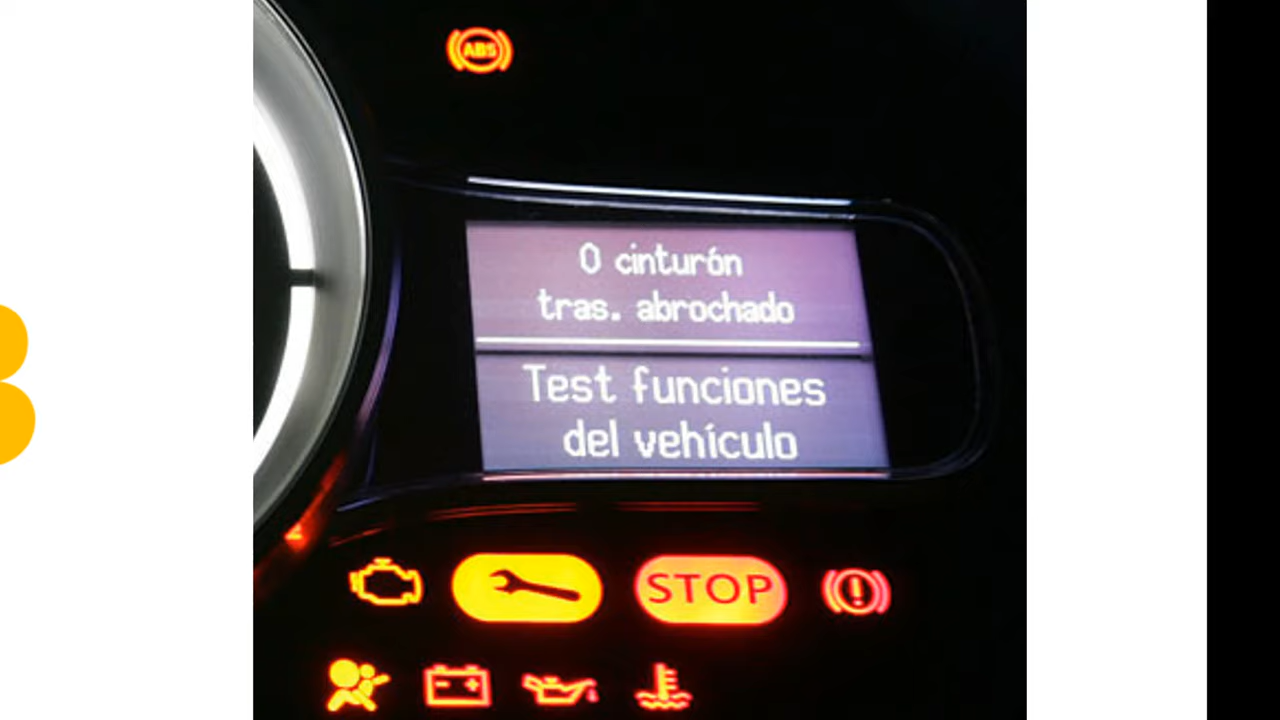 ABS
0 cinturón
tras. abrochado
Test funciones
del vehículo
STOP